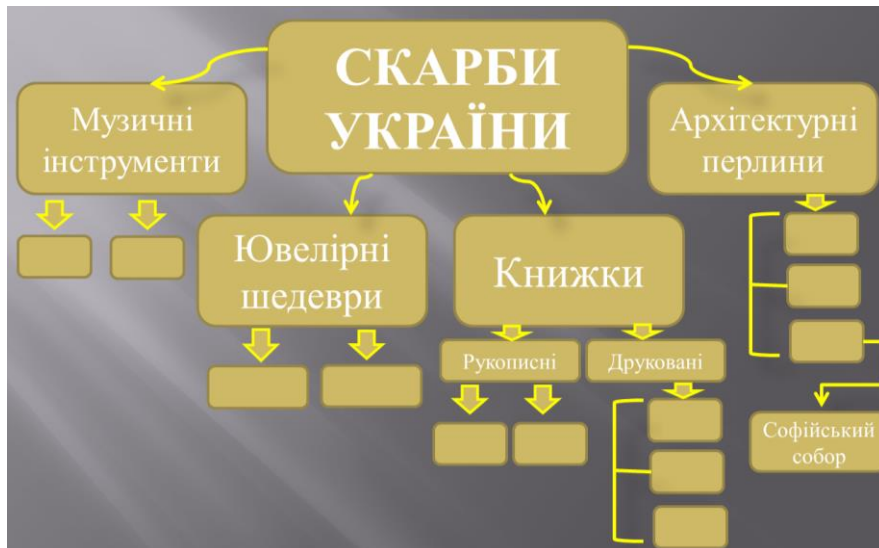 СКАРБИ
УКРАЇНИ
Музичні
інструменти
Архітектурні
перлини
Ювелірні
шедеври
Книжки
Рукописні
Друковані
Софійський
собор